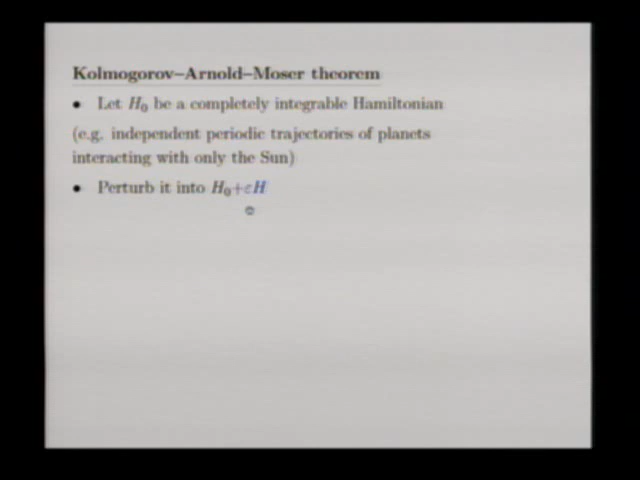 Kolmogorov–Arnold–Moser theorem
• Let H₀ be a completely integrable Hamiltonian
(e.g. independent periodic trajectories of planets
interacting with only the Sun)
• Perturb it into H₀+εH